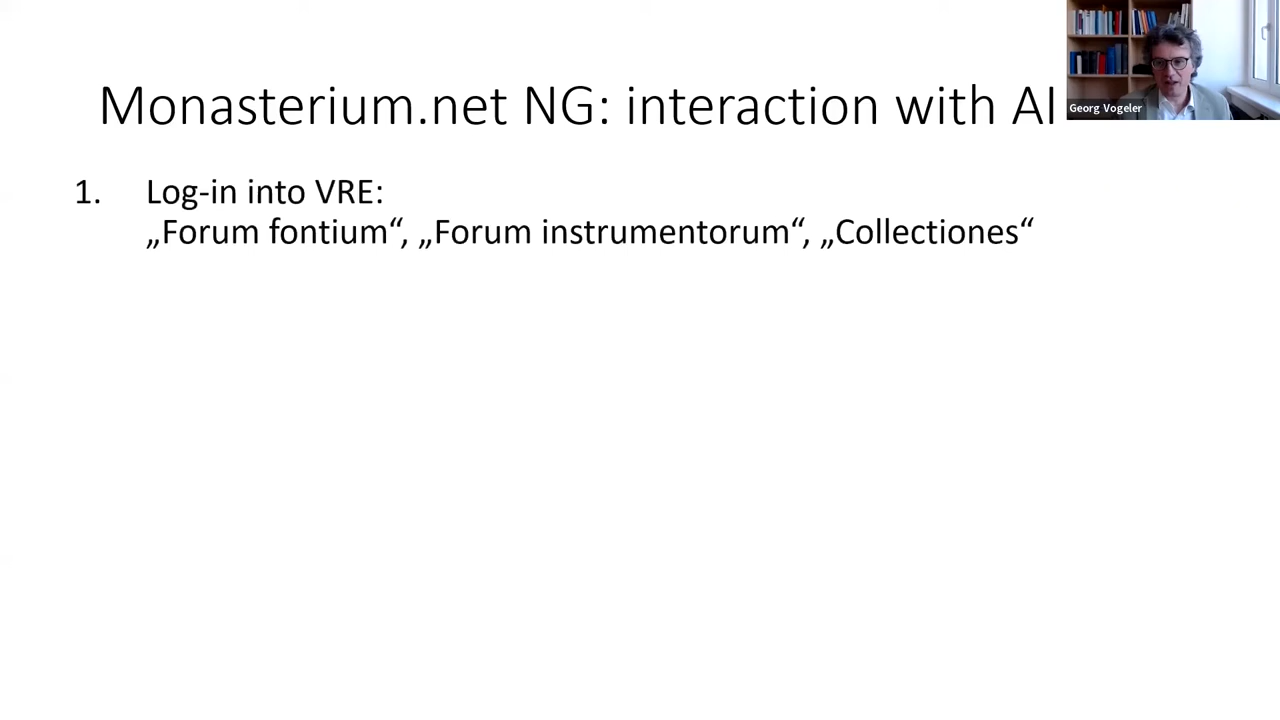 Monasterium.net NG: interaction with AI
Georg Vogeler
1. Log-in into VRE:
„Forum fontium“, „Forum instrumentorum“, „Collectiones“